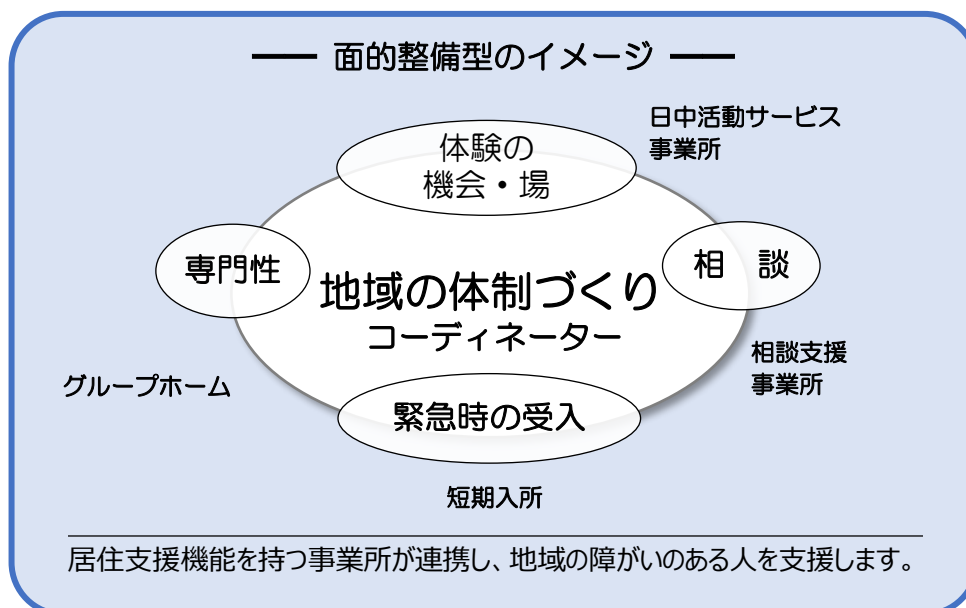 面的整備型のイメージ
日中活動サービス
事業所
体験の
機会・場
専門性
相　談
地域の体制づくり
コーディネーター
相談支援
事業所
グループホーム
緊急時の受入
短期入所
居住支援機能を持つ事業所が連携し、地域の障がいのある人を支援します。